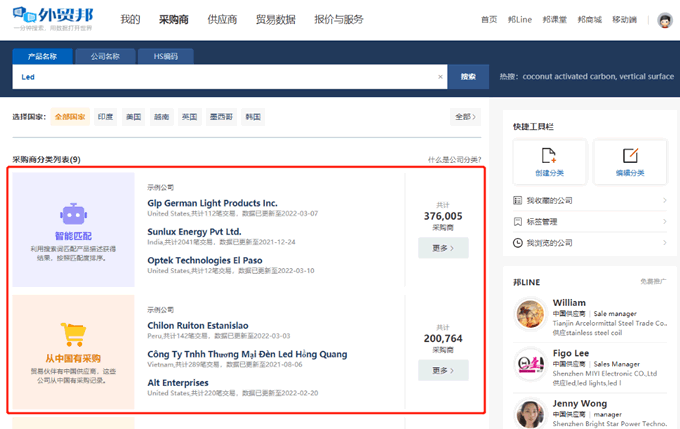 外贸邦
一分钟搜索，用数据打开世界
我的 采购商 供应商 贸易数据 报价与服务
首页 邦Line 邦课堂 邦商城 移动端
产品名称 公司名称 HS编码
Led × 搜索 热搜：coconut activated carbon, vertical surface
选择国家： 全部国家 印度 美国 越南 英国 墨西哥 韩国 全部 >
采购商分类列表(9) 什么是公司分类?
智能匹配
利用搜索词匹配产品描述获得
结果，按照匹配度排序。
示例公司
Glp German Light Products Inc.
United States,共计112笔交易，数据已更新至2022-03-07
Sunlux Energy Pvt Ltd.
India,共计2041笔交易，数据已更新至2021-12-24
Optek Technologies El Paso
United States,共计12笔交易，数据已更新至2022-03-10
共计
376,005
采购商
更多 >
从中国有采购
贸易伙伴有中国供应商，这些
公司从中国有采购记录。
示例公司
Chilon Ruiton Estanislao
Peru,共计142笔交易，数据已更新至2022-03-03
Công Ty Tnhh Thương Mại Đèn Led Hồng Quang
Vietnam,共计289笔交易，数据已更新至2021-08-06
Alt Enterprises
United States,共计220笔交易，数据已更新至2022-02-20
共计
200,764
采购商
更多 >
快捷工具栏
创建分类 编辑分类
我收藏的公司 >
标签管理 >
我浏览的公司 >
邦LINE 免费推广
William
中国供应商 | Sale manager
Tianjin Arcelormittal Steel Trade Co..
供应stainless steel coil
Figo Lee
中国供应商 | Sales Manager
Shenzhen MIYI Electronic CO.,Ltd
供应led,led lights,led l
Jenny Wong
中国供应商 | manager
Shenzhen Bright Star Power Techno..